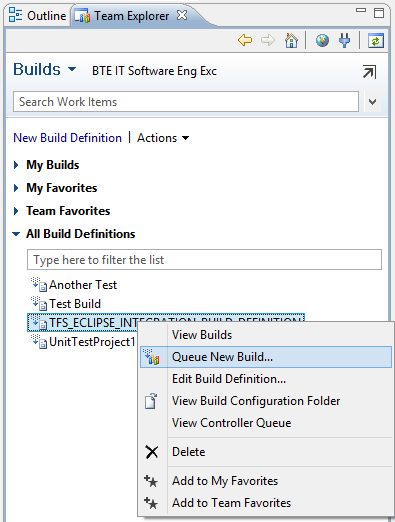 Outline Team Explorer
Builds BTE IT Software Eng Exc
Search Work Items
New Build Definition | Actions
My Builds
My Favorites
Team Favorites
All Build Definitions
Type here to filter the list
Another Test
Test Build
TFS_ECLIPSE_INTEGRATION_BUILD_DEFINITION
UnitTestProject1
View Builds
Queue New Build...
Edit Build Definition...
View Build Configuration Folder
View Controller Queue
Delete
Add to My Favorites
Add to Team Favorites